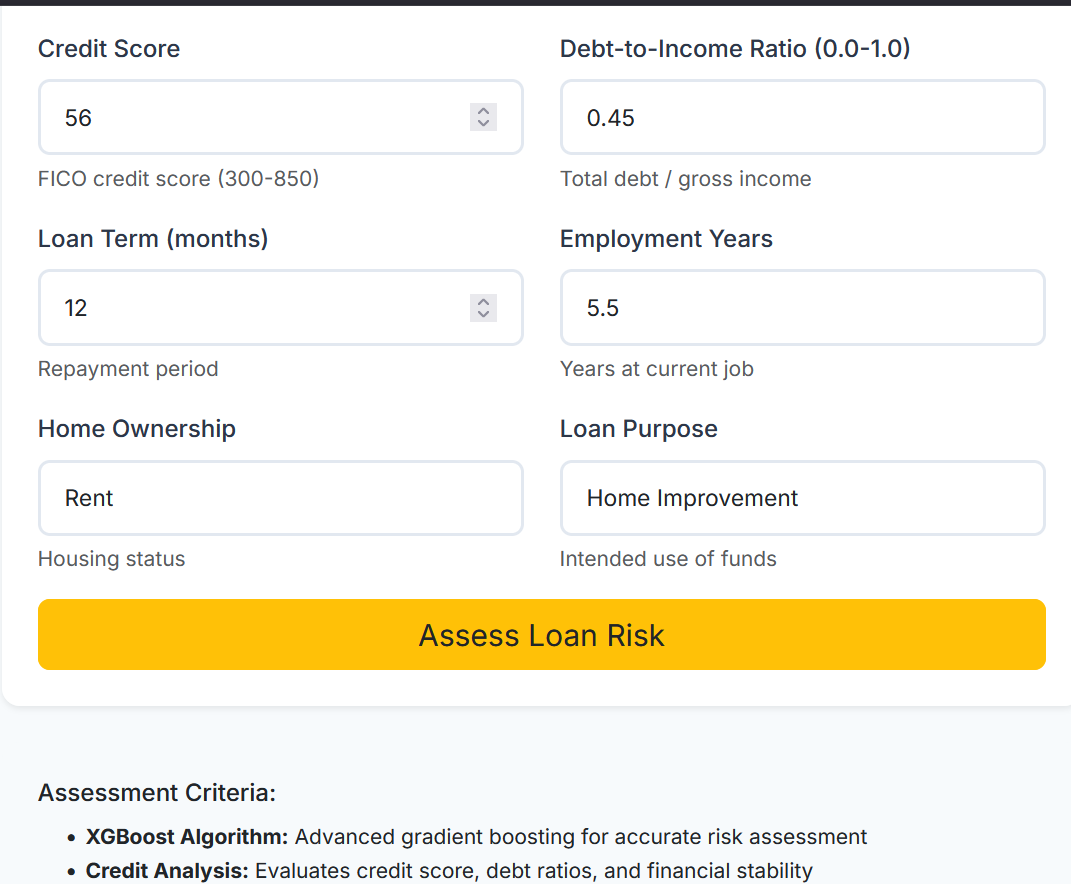 Credit Score
Debt-to-Income Ratio (0.0-1.0)
56
0.45
FICO credit score (300-850)
Total debt / gross income
Loan Term (months)
Employment Years
12
5.5
Repayment period
Years at current job
Home Ownership
Loan Purpose
Rent
Home Improvement
Housing status
Intended use of funds
Assess Loan Risk
Assessment Criteria:
• XGBoost Algorithm: Advanced gradient boosting for accurate risk assessment
• Credit Analysis: Evaluates credit score, debt ratios, and financial stability